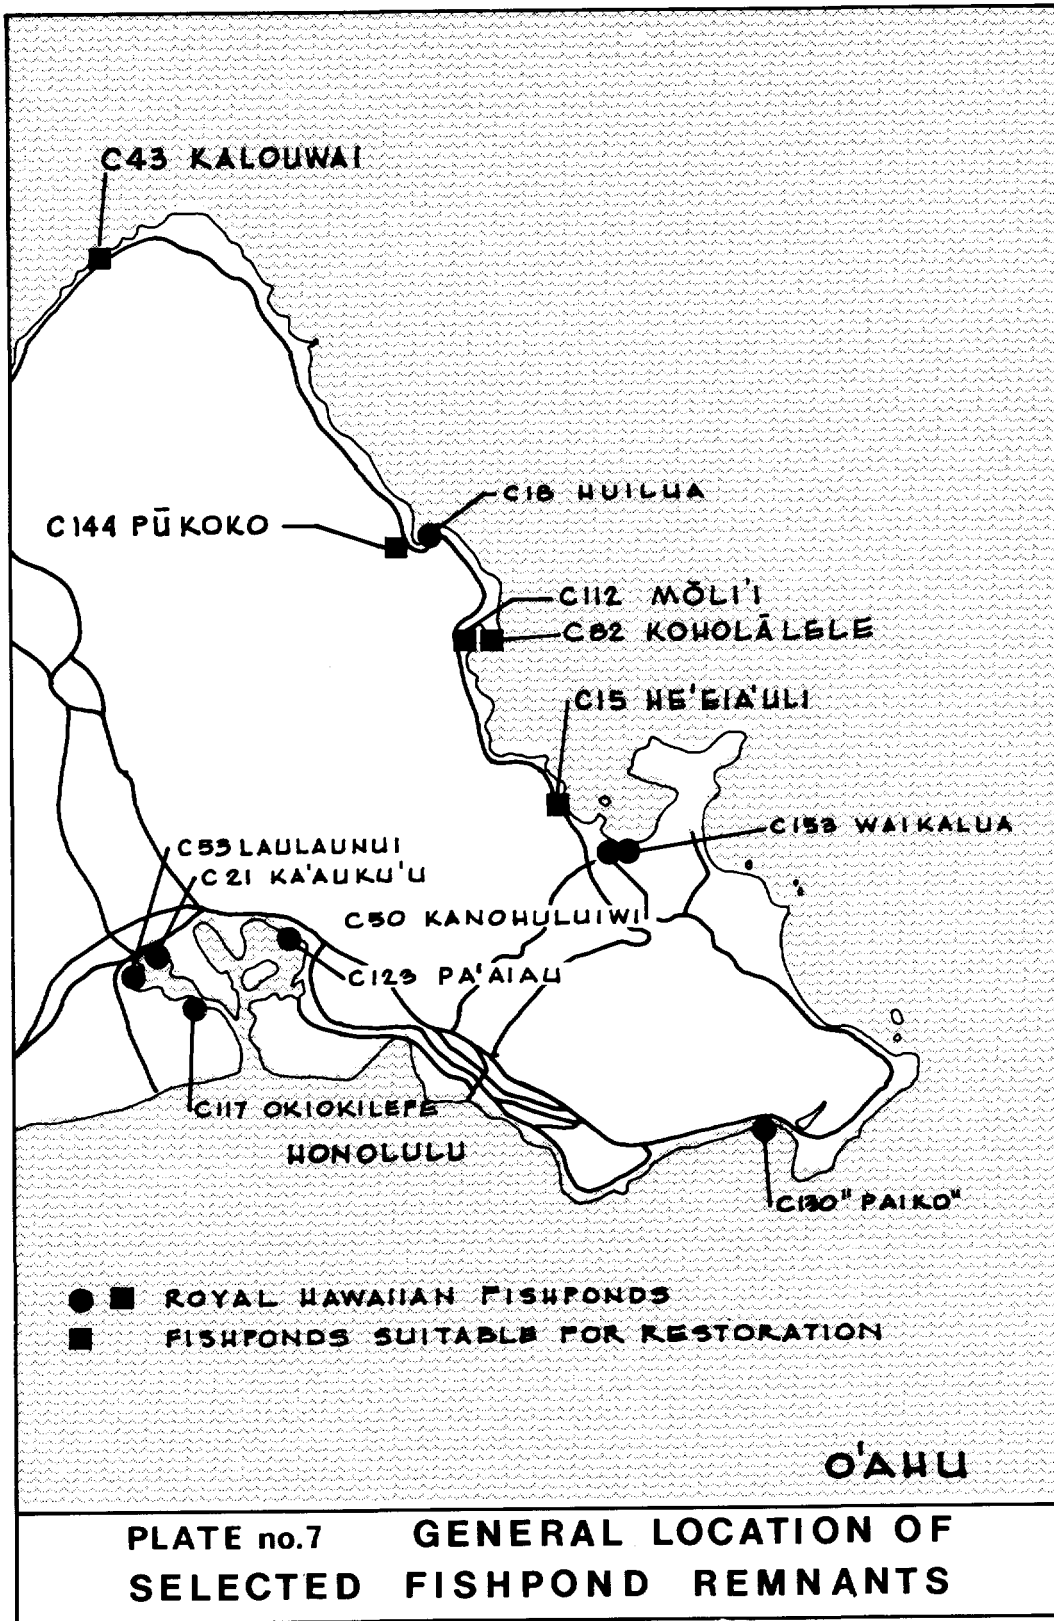 C43 KALOUWAI
C18 HUILUA
C144 PŪKOKO
C112 MŌLI'I
C82 KOHOLĀLELE
C15 HE'EIA'ULI
C153 WAIKALUA
C53 LAULAUNUI
C21 KA'AUKU'U
C50 KANOHULUIWI
C123 PA'AIAU
C117 OKIOKILEPE
HONOLULU
C130 "PAIKO"
ROYAL HAWAIIAN FISHPONDS
FISHPONDS SUITABLE FOR RESTORATION
O'AHU
PLATE no.7 GENERAL LOCATION OF
SELECTED FISHPOND REMNANTS